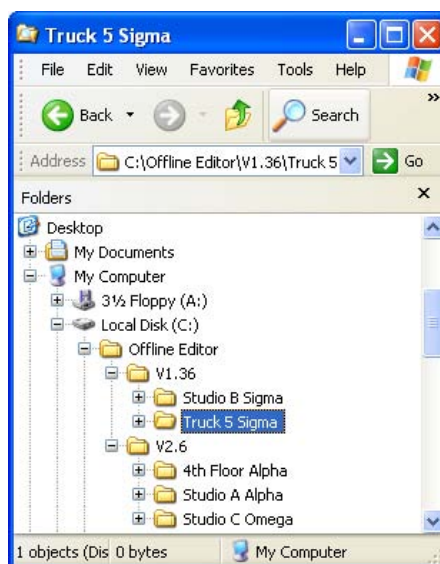 Truck 5 Sigma
File Edit View Favorites Tools Help
Back Search »
Address C:\Offline Editor\V1.36\Truck 5 Go
Folders
Desktop
My Documents
My Computer
3½ Floppy (A:)
Local Disk (C:)
Offline Editor
V1.36
Studio B Sigma
Truck 5 Sigma
V2.6
4th Floor Alpha
Studio A Alpha
Studio C Omega
1 objects (Dis 0 bytes My Computer